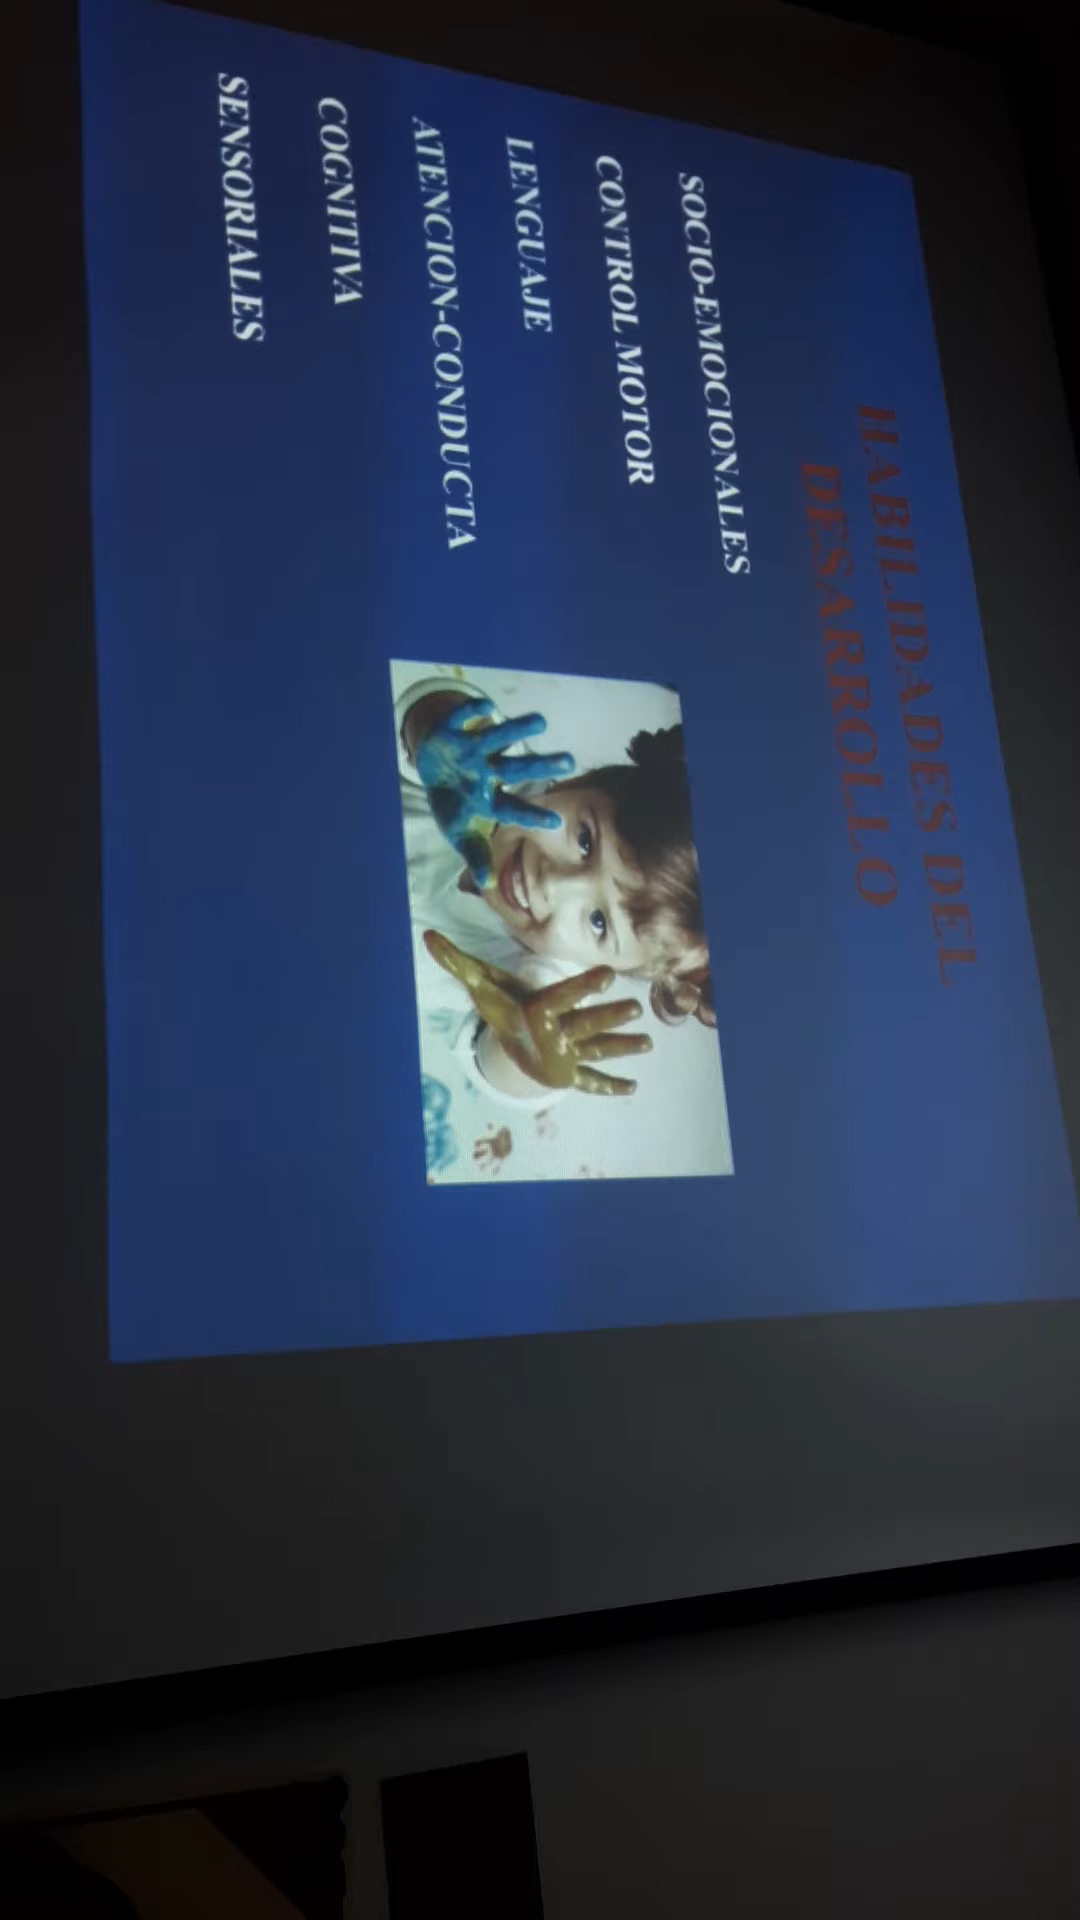 HABILIDADES DEL
DESARROLLO
SOCIO-EMOCIONALES
CONTROL MOTOR
LENGUAJE
ATENCION-CONDUCTA
COGNITIVA
SENSORIALES